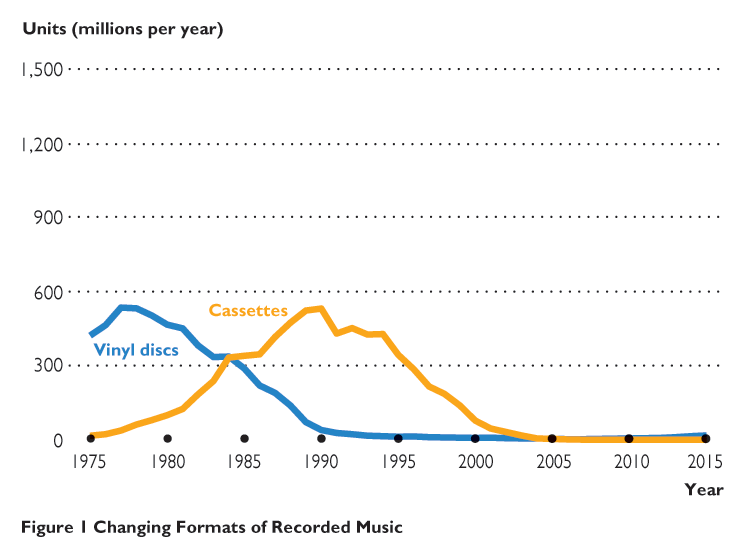 Units (millions per year)
1,500
1,200
900
600
Cassettes
Vinyl discs
300
0
1975 1980 1985 1990 1995 2000 2005 2010 2015
Year
Figure 1 Changing Formats of Recorded Music